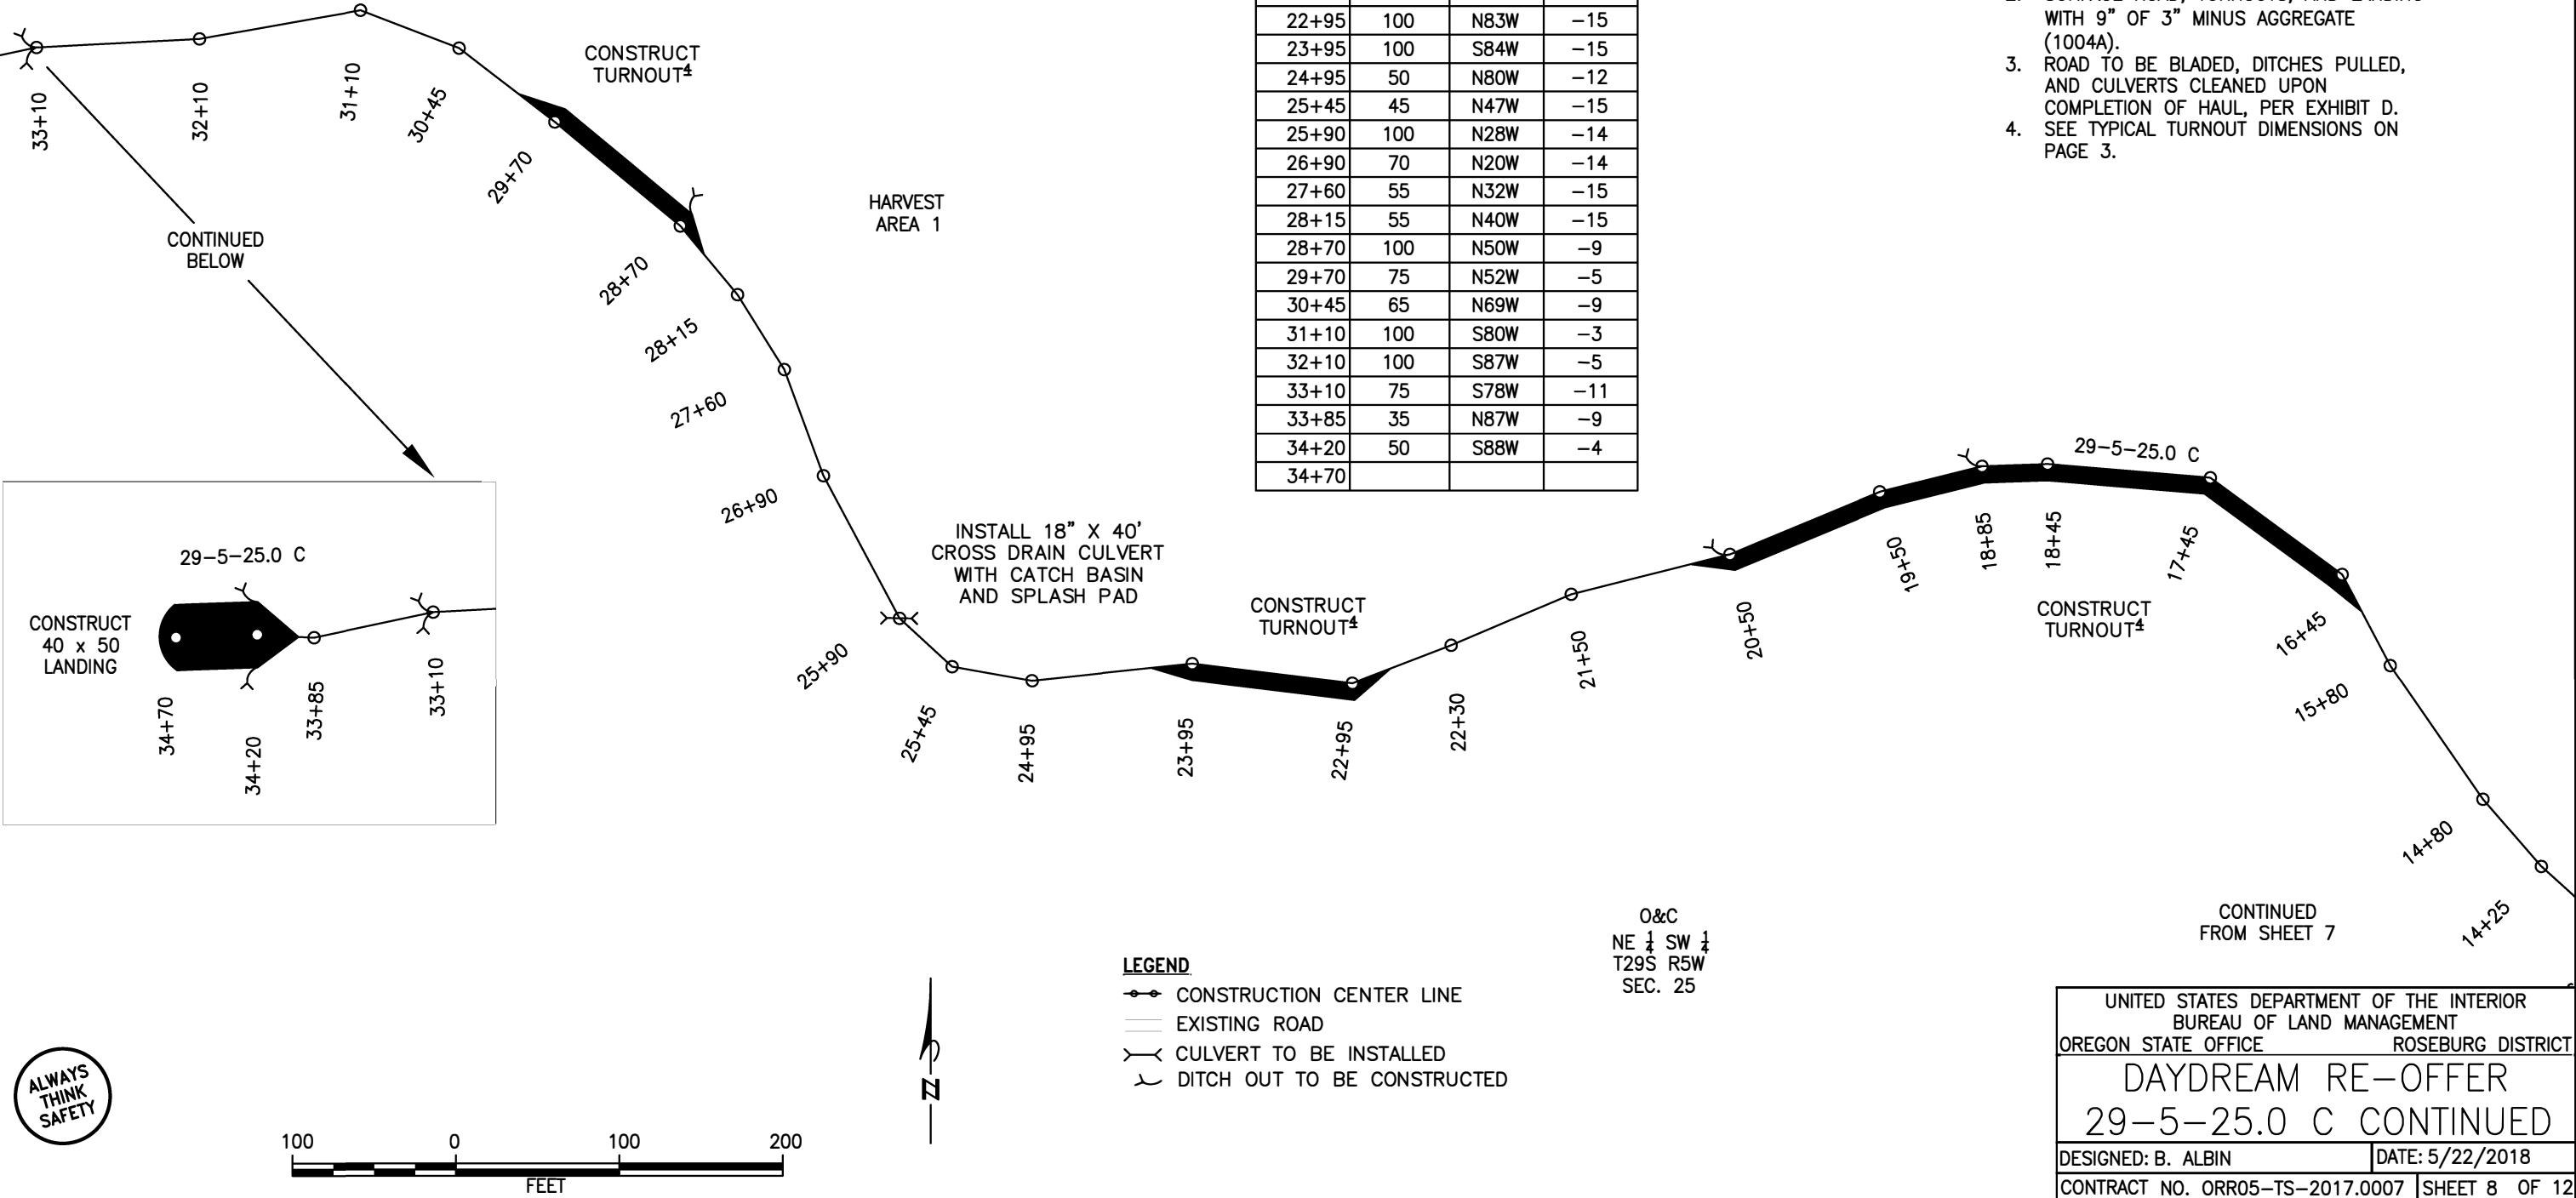 22+95 100 N83W -15
23+95 100 S84W -15
24+95 50 N80W -12
25+45 45 N47W -15
25+90 100 N28W -14
26+90 70 N20W -14
27+60 55 N32W -15
28+15 55 N40W -15
28+70 100 N50W -9
29+70 75 N52W -5
30+45 65 N69W -9
31+10 100 S80W -3
32+10 100 S87W -5
33+10 75 S78W -11
33+85 35 N87W -9
34+20 50 S88W -4
34+70
WITH 9” OF 3” MINUS AGGREGATE
(1004A).
3. ROAD TO BE BLADED, DITCHES PULLED,
AND CULVERTS CLEANED UPON
COMPLETION OF HAUL, PER EXHIBIT D.
4. SEE TYPICAL TURNOUT DIMENSIONS ON
PAGE 3.
33+10
32+10
31+10
30+45
CONSTRUCT
TURNOUT4
29+70
28+70
28+15
27+60
26+90
25+90
25+45
24+95
23+95
22+95
22+30
21+50
20+50
19+50
18+85
18+45
17+45
16+45
15+80
14+80
14+25
HARVEST
AREA 1
CONTINUED
BELOW
29-5-25.0 C
CONSTRUCT
40 x 50
LANDING
34+70
34+20
33+85
33+10
INSTALL 18” X 40’
CROSS DRAIN CULVERT
WITH CATCH BASIN
AND SPLASH PAD
CONSTRUCT
TURNOUT4
29-5-25.0 C
CONSTRUCT
TURNOUT4
CONTINUED
FROM SHEET 7
O&C
NE 1/4 SW 1/4
T29S R5W
SEC. 25
LEGEND
CONSTRUCTION CENTER LINE
EXISTING ROAD
CULVERT TO BE INSTALLED
DITCH OUT TO BE CONSTRUCTED
N
ALWAYS
THINK
SAFETY
100 0 100 200
FEET
UNITED STATES DEPARTMENT OF THE INTERIOR
BUREAU OF LAND MANAGEMENT
OREGON STATE OFFICE ROSEBURG DISTRICT
DAYDREAM RE-OFFER
29-5-25.0 C CONTINUED
DESIGNED: B. ALBIN DATE: 5/22/2018
CONTRACT NO. ORR05-TS-2017.0007 SHEET 8 OF 12